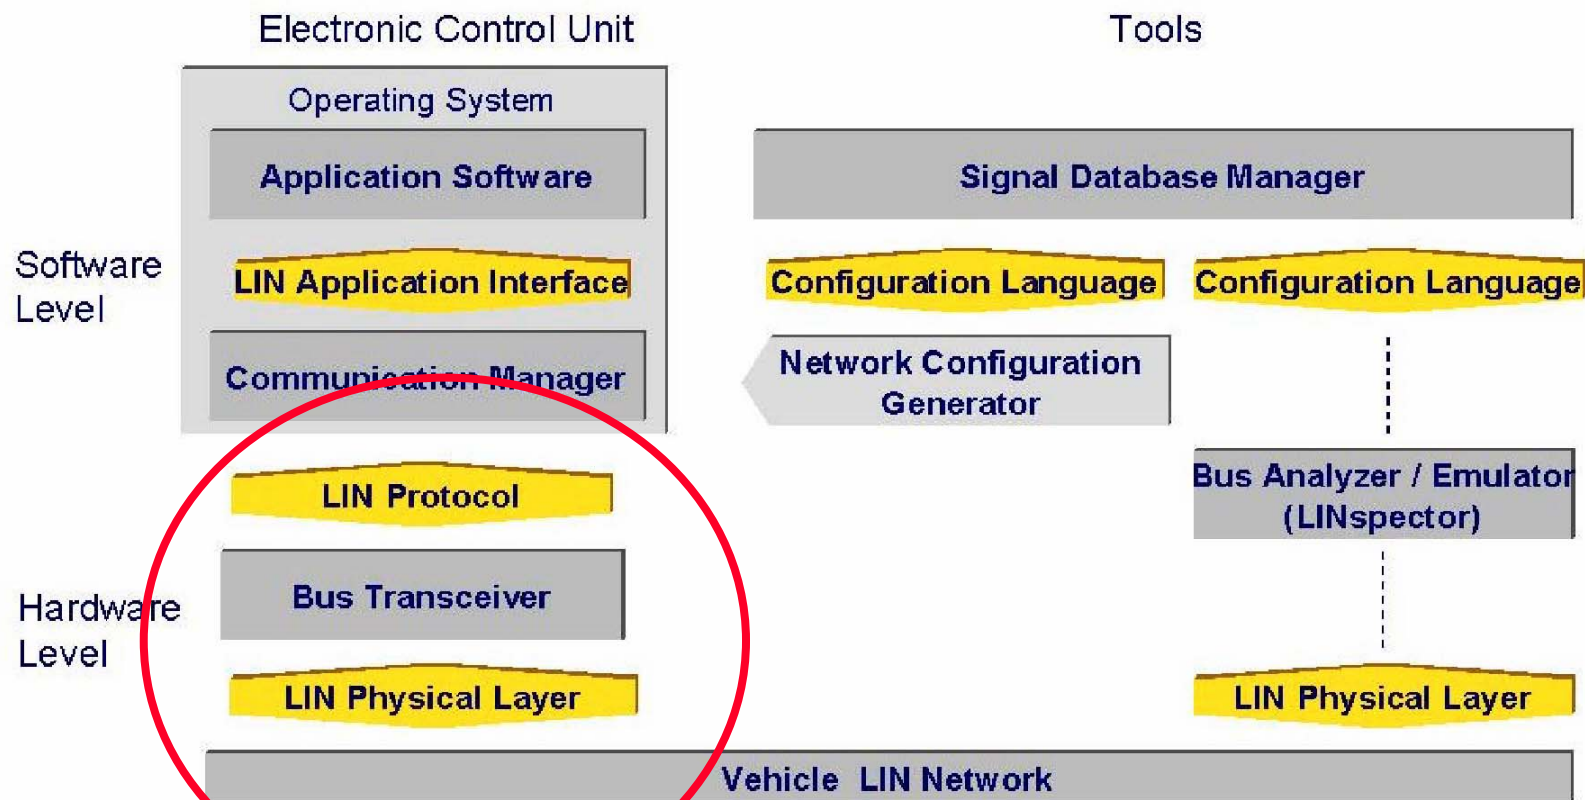 Electronic Control Unit
Tools
Operating System
Application Software
Signal Database Manager
Software
Level
LIN Application Interface
Configuration Language
Configuration Language
Communication Manager
Network Configuration
Generator
LIN Protocol
Bus Analyzer / Emulator
(LINspector)
Hardware
Level
Bus Transceiver
LIN Physical Layer
LIN Physical Layer
Vehicle LIN Network